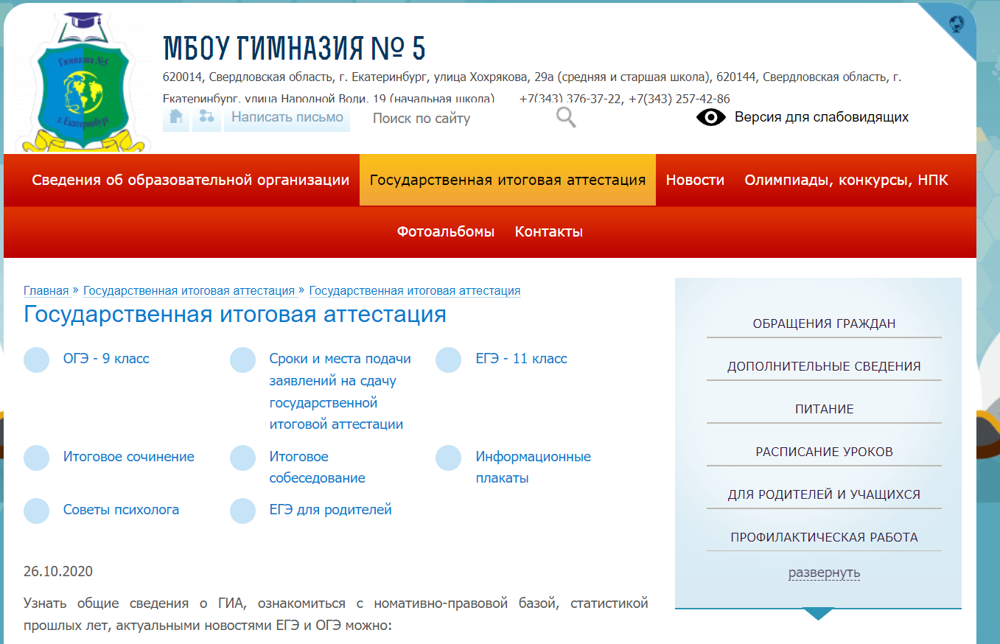 Гимназия №5
г. Екатеринбург
МБОУ ГИМНАЗИЯ № 5
620014, Свердловская область, г. Екатеринбург, улица Хохрякова, 29а (средняя и старшая школа), 620144, Свердловская область, г.
Екатеринбург, улица Народной Воли, 19 (начальная школа) +7(343) 376-37-22, +7(343) 257-42-86
Написать письмо Поиск по сайту Версия для слабовидящих
Сведения об образовательной организации Государственная итоговая аттестация Новости Олимпиады, конкурсы, НПК
Фотоальбомы Контакты
Главная » Государственная итоговая аттестация » Государственная итоговая аттестация
Государственная итоговая аттестация
ОГЭ - 9 класс
Сроки и места подачи
заявлений на сдачу
государственной
итоговой аттестации
ЕГЭ - 11 класс
Итоговое сочинение
Итоговое
собеседование
Информационные
плакаты
Советы психолога
ЕГЭ для родителей
26.10.2020
Узнать общие сведения о ГИА, ознакомиться с номативно-правовой базой, статистикой
прошлых лет, актуальными новостями ЕГЭ и ОГЭ можно:
ОБРАЩЕНИЯ ГРАЖДАН
ДОПОЛНИТЕЛЬНЫЕ СВЕДЕНИЯ
ПИТАНИЕ
РАСПИСАНИЕ УРОКОВ
ДЛЯ РОДИТЕЛЕЙ И УЧАЩИХСЯ
ПРОФИЛАКТИЧЕСКАЯ РАБОТА
развернуть